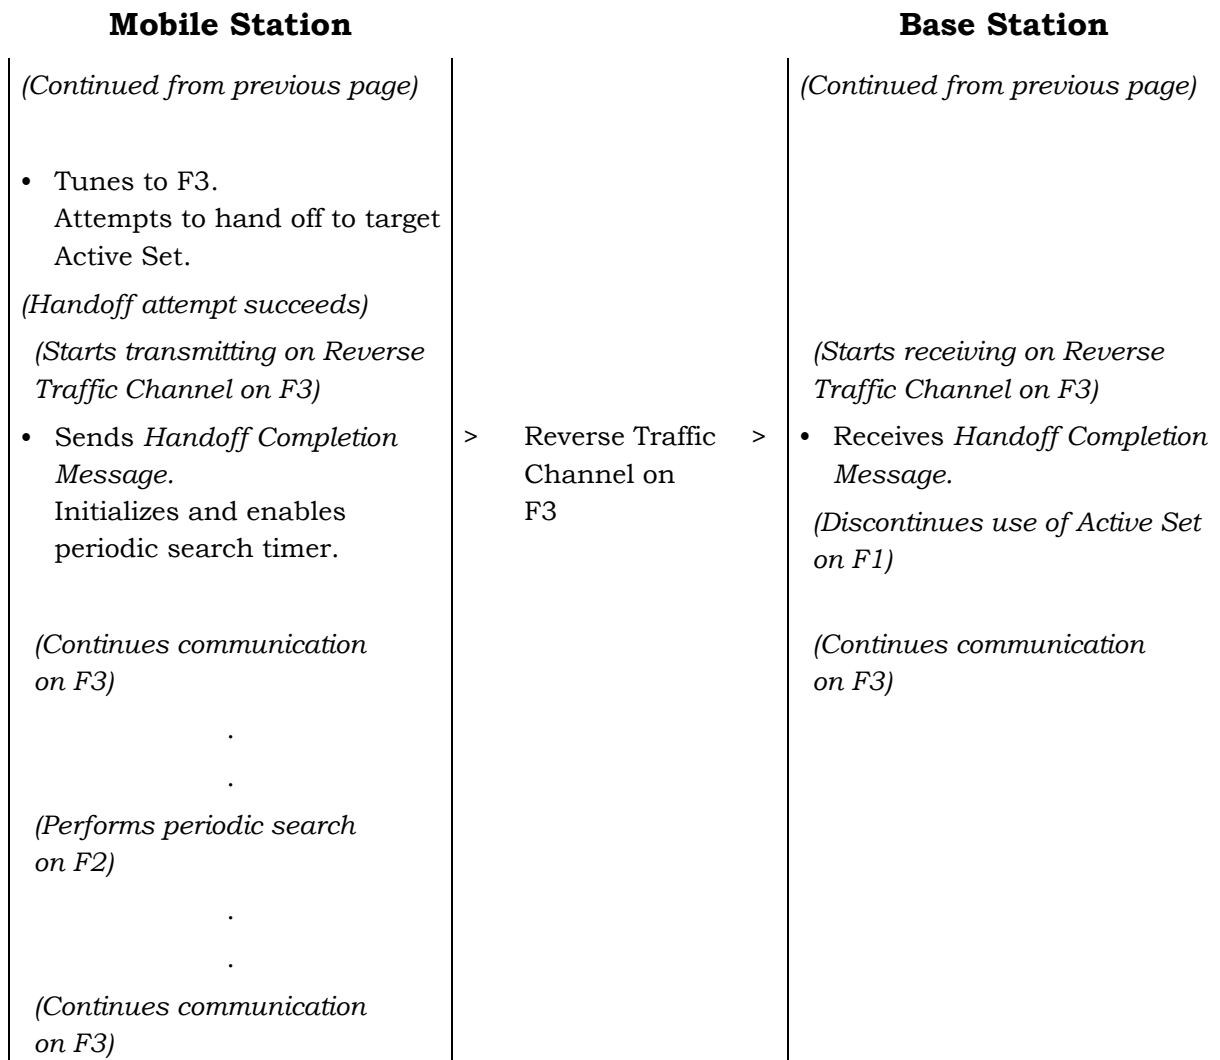 Mobile Station
Base Station
(Continued from previous page)
(Continued from previous page)
• Tunes to F3.
Attempts to hand off to target
Active Set.
(Handoff attempt succeeds)
(Starts transmitting on Reverse
Traffic Channel on F3)
(Starts receiving on Reverse
Traffic Channel on F3)
• Sends Handoff Completion
Message.
Initializes and enables
periodic search timer.
> Reverse Traffic >
Channel on
F3
• Receives Handoff Completion
Message.
(Discontinues use of Active Set
on F1)
(Continues communication
on F3)
(Continues communication
on F3)
.
.
(Performs periodic search
on F2)
.
.
(Continues communication
on F3)